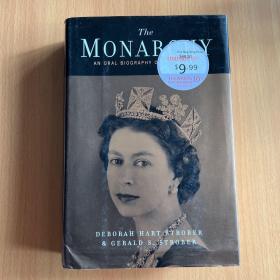 The
MONARCHY
AN ORAL BIOGRAPHY O
$9.99
DEBORAH HART STROBER
& GERALD S. STROBER